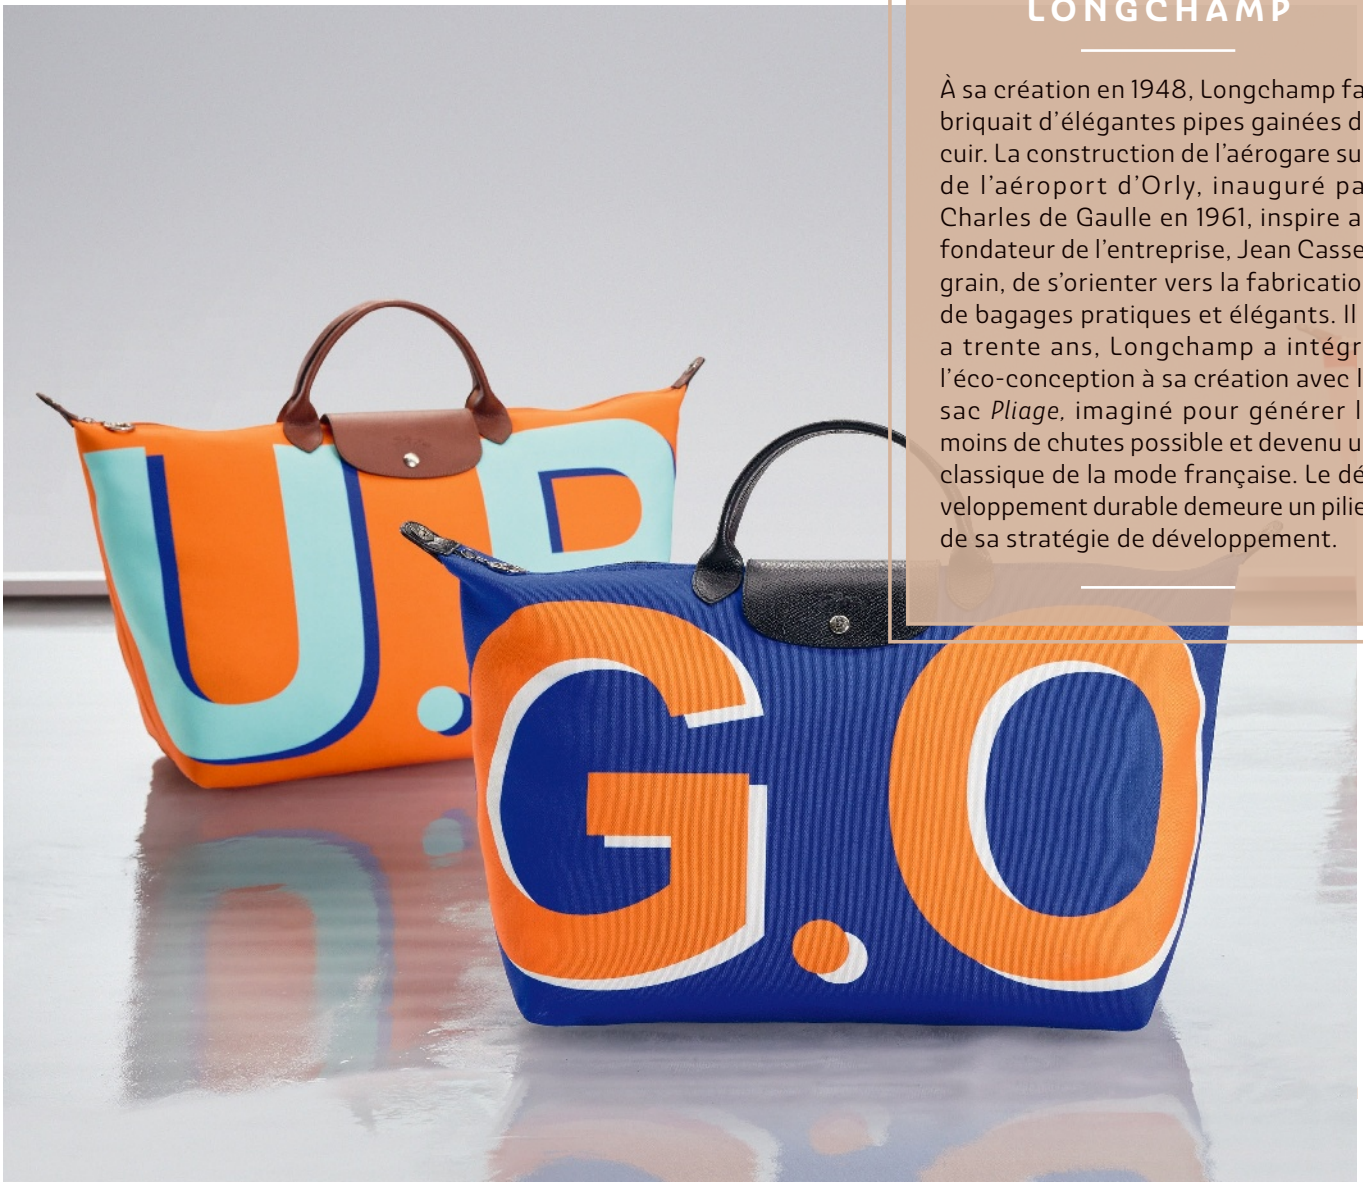 LONGCHAMP
À sa création en 1948, Longchamp fa
briquait d'élégantes pipes gainées d
cuir. La construction de l'aérogare su
de l'aéroport d'Orly, inauguré pa
Charles de Gaulle en 1961, inspire a
fondateur de l'entreprise, Jean Casse
grain, de s'orienter vers la fabricatio
de bagages pratiques et élégants. Il
a trente ans, Longchamp a intégr
l'éco-conception à sa création avec l
sac Pliage, imaginé pour générer l
moins de chutes possible et devenu u
classique de la mode française. Le dé
veloppement durable demeure un pilie
de sa stratégie de développement.
U.P
G.O